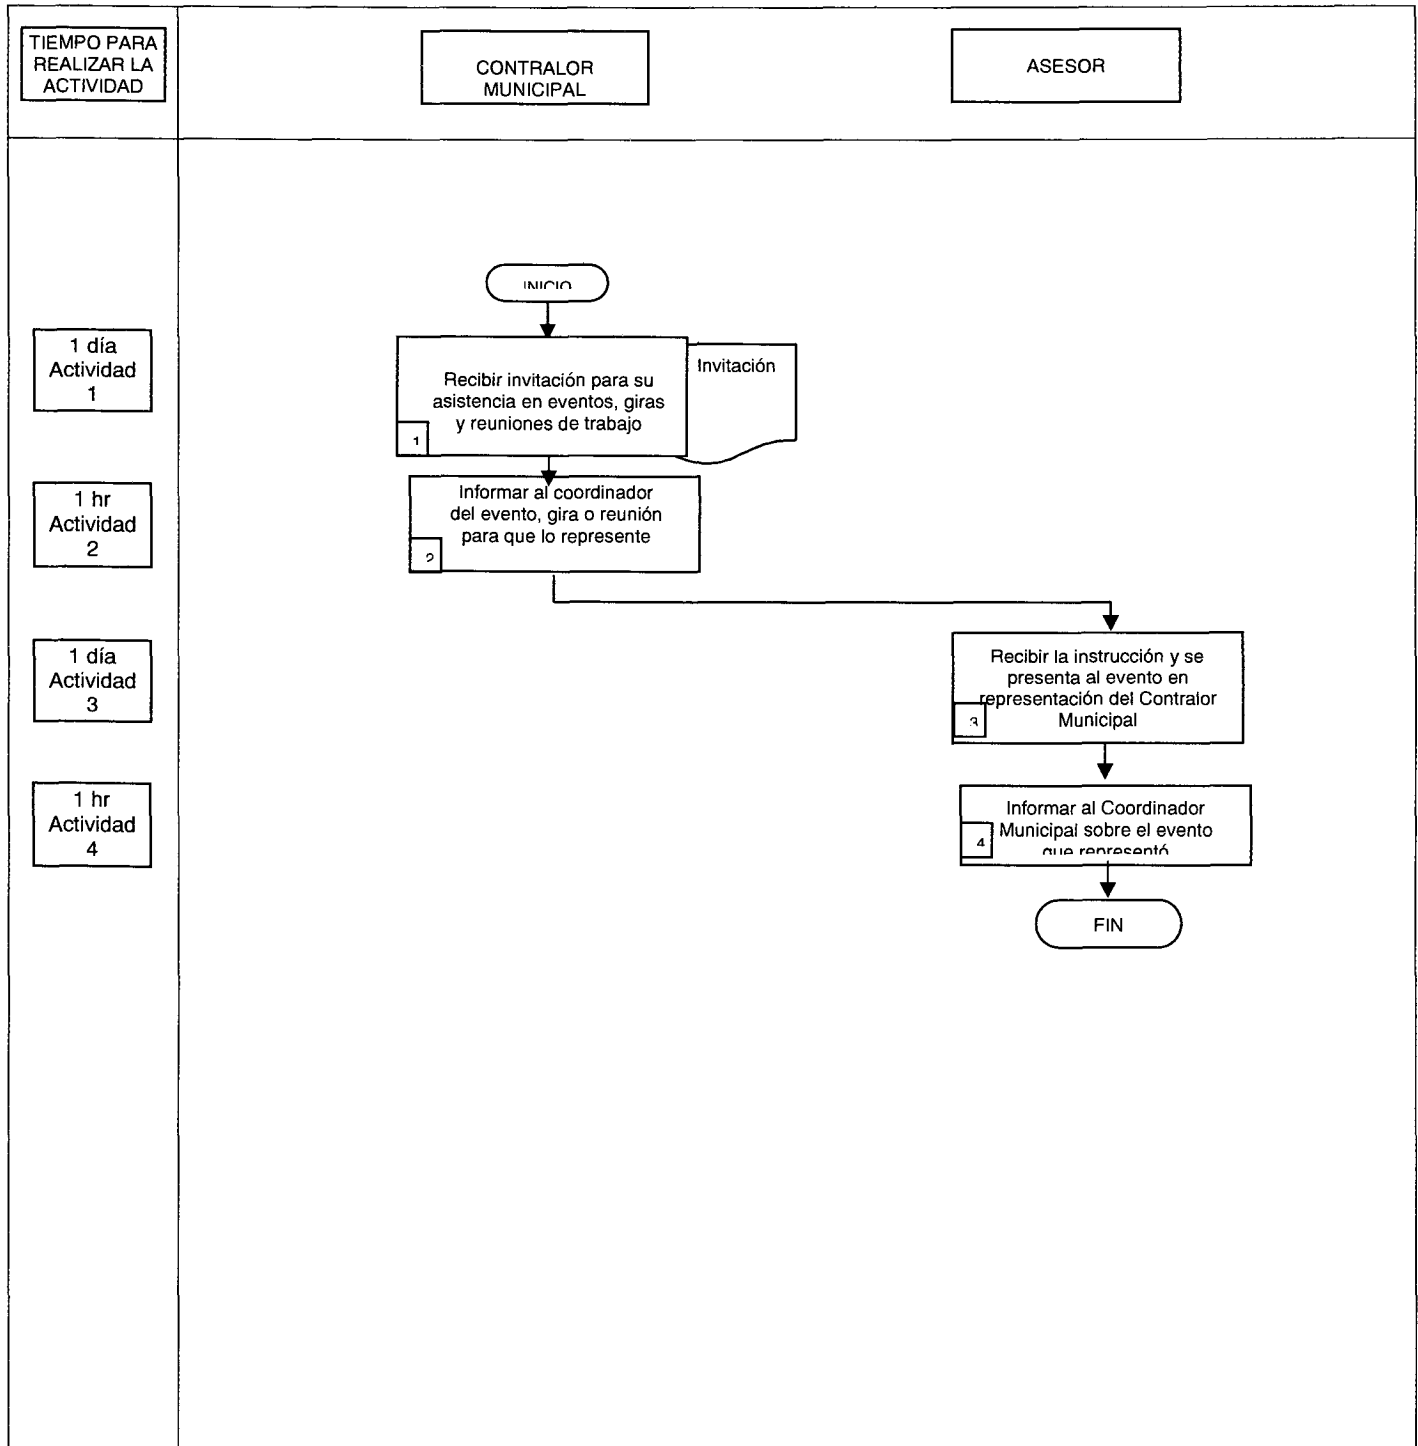 TIEMPO PARA
REALIZAR LA
ACTIVIDAD
CONTRALOR
MUNICIPAL
ASESOR
INICIO
1 día
Actividad
1
Recibir invitación para su
asistencia en eventos, giras
y reuniones de trabajo
1
Invitación
1 hr
Actividad
2
Informar al coordinador
del evento, gira o reunión
para que lo represente
2
1 día
Actividad
3
Recibir la instrucción y se
presenta al evento en
representación del Contralor
Municipal
3
1 hr
Actividad
4
Informar al Coordinador
Municipal sobre el evento
que representó
4
FIN